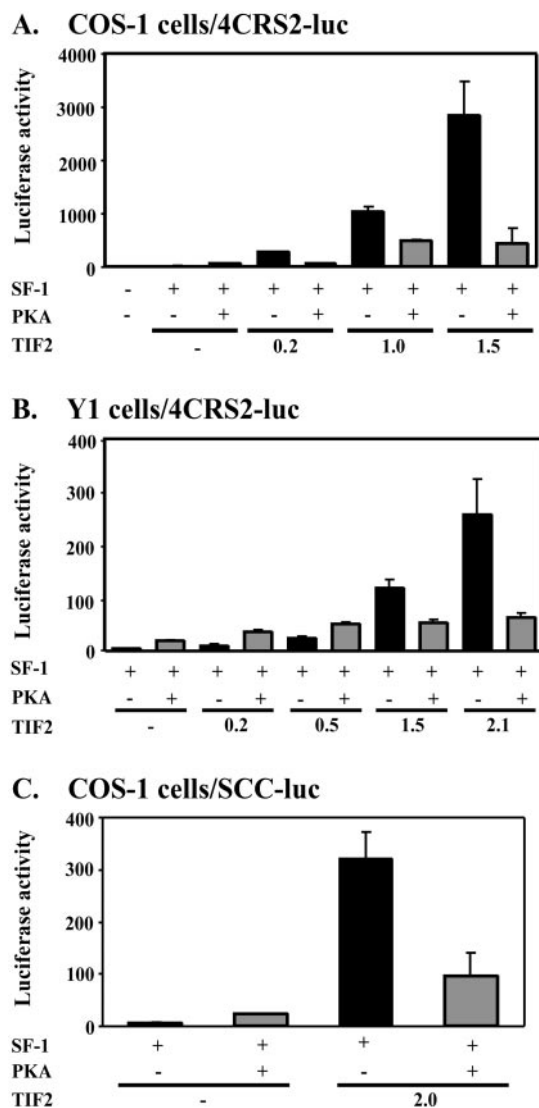 A. COS-1 cells/4CRS2-luc
Luciferase activity
4000
3000
2000
1000
0
SF-1 - + + + + + + + +
PKA - - + - + - + - +
TIF2 - 0.2 1.0 1.5
B. Y1 cells/4CRS2-luc
Luciferase activity
400
300
200
100
0
SF-1 + + + + + + + + + +
PKA - + - + - + - + - +
TIF2 - 0.2 0.5 1.5 2.1
C. COS-1 cells/SCC-luc
Luciferase activity
400
300
200
100
0
SF-1 + + + +
PKA - + - +
TIF2 - 2.0